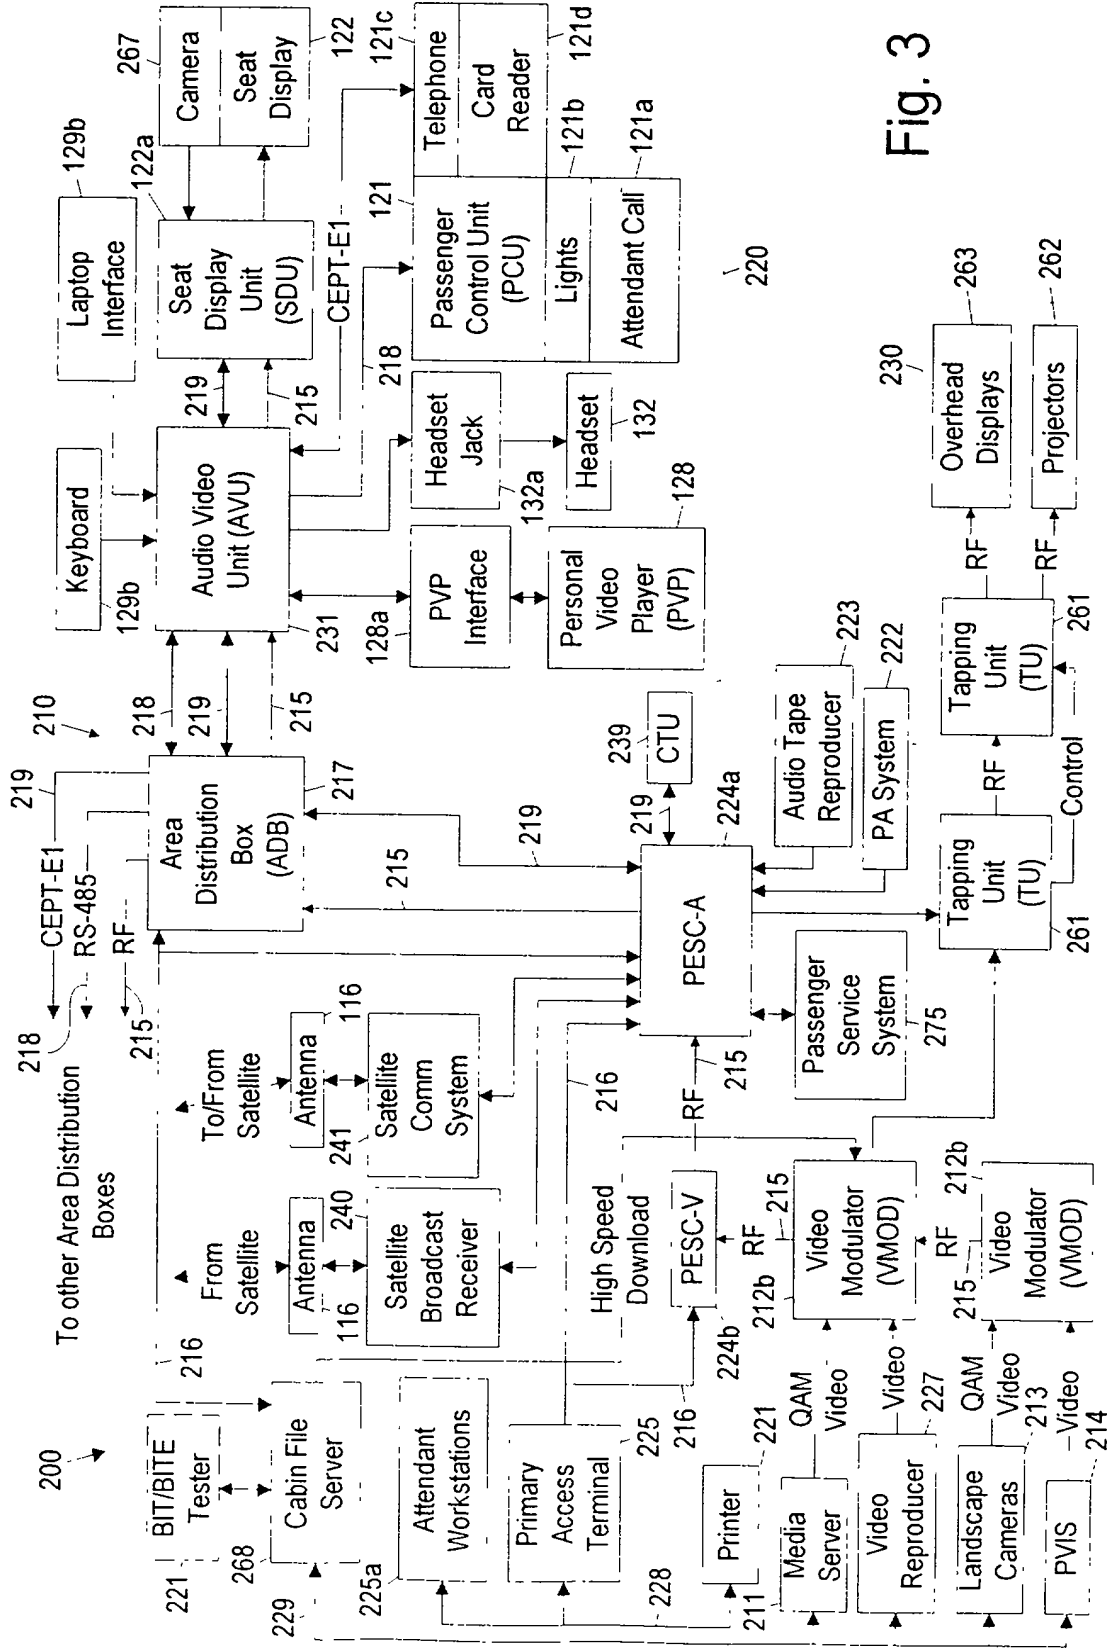 200
BIT/BITE
Tester
221
216
To other Area Distribution
Boxes
218
215
219
CEPT-E1
RS-485
RF
210
Keyboard
129b
Laptop
Interface
129b
267
Camera
Seat
Display
122
122a
Seat
Display
Unit
(SDU)
219
215
218
219
215
Audio Video
Unit (AVU)
231
CEPT-E1
218
121c
Telephone
Card
Reader
121d
121
Passenger
Control Unit
(PCU)
121b
Lights
121a
Attendant Call
220
Headset
Jack
132a
Headset
132
PVP
Interface
128a
Personal
Video
Player
(PVP)
128
Area
Distribution
Box
(ADB)
217
219
215
From
Satellite
Antenna
116
240
Satellite
Broadcast
Receiver
To/From
Satellite
Antenna
116
241
Satellite
Comm
System
Cabin File
Server
268
229
Attendant
Workstations
225a
Primary
Access
Terminal
225
216
216
High Speed
Download
PESC-V
224b
RF
215
PESC-A
224a
219
239
CTU
Audio Tape
Reproducer
223
PA System
222
Passenger
Service
System
275
228
Printer
221
211
Media
Server
QAM
Video
Video
Reproducer
227
Video
212b
Video
Modulator
(VMOD)
RF
215
Landscape
Cameras
213
QAM
Video
PVIS
214
Video
212b
Video
Modulator
(VMOD)
RF
215
Tapping
Unit
(TU)
261
RF
Control
Tapping
Unit
(TU)
261
RF
RF
230
Overhead
Displays
263
Projectors
262
Fig. 3